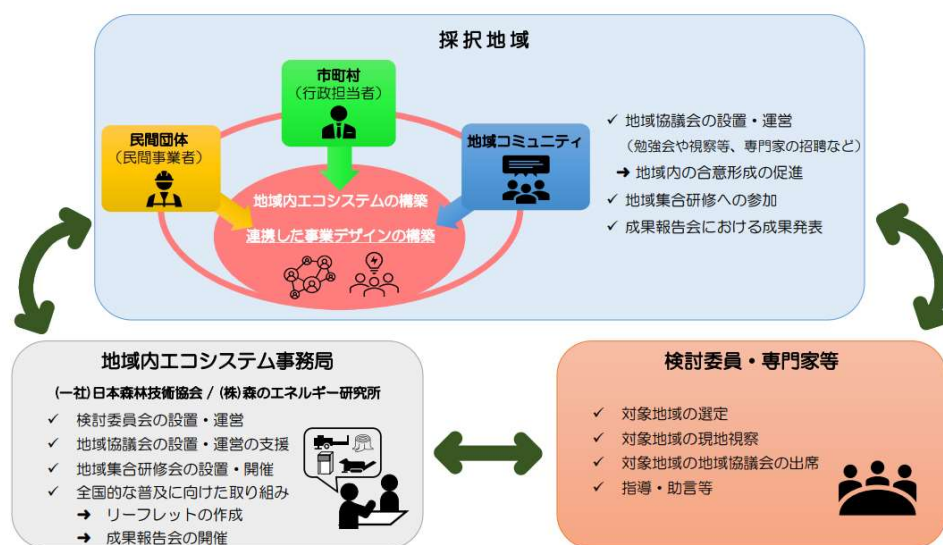 採択地域
市町村
（行政担当者）
民間団体
（民間事業者）
地域コミュニティ
地域内エコシステムの構築
連携した事業デザインの構築
✓ 地域協議会の設置・運営
（勉強会や視察等、専門家の招聘など）
➔ 地域内の合意形成の促進
✓ 地域集合研修への参加
✓ 成果報告会における成果発表
地域内エコシステム事務局
(一社)日本森林技術協会 / (株)森のエネルギー研究所
✓ 検討委員会の設置・運営
✓ 地域協議会の設置・運営の支援
✓ 地域集合研修会の設置・開催
✓ 全国的な普及に向けた取り組み
➔ リーフレットの作成
➔ 成果報告会の開催
検討委員・専門家等
✓ 対象地域の選定
✓ 対象地域の現地視察
✓ 対象地域の地域協議会の出席
✓ 指導・助言等